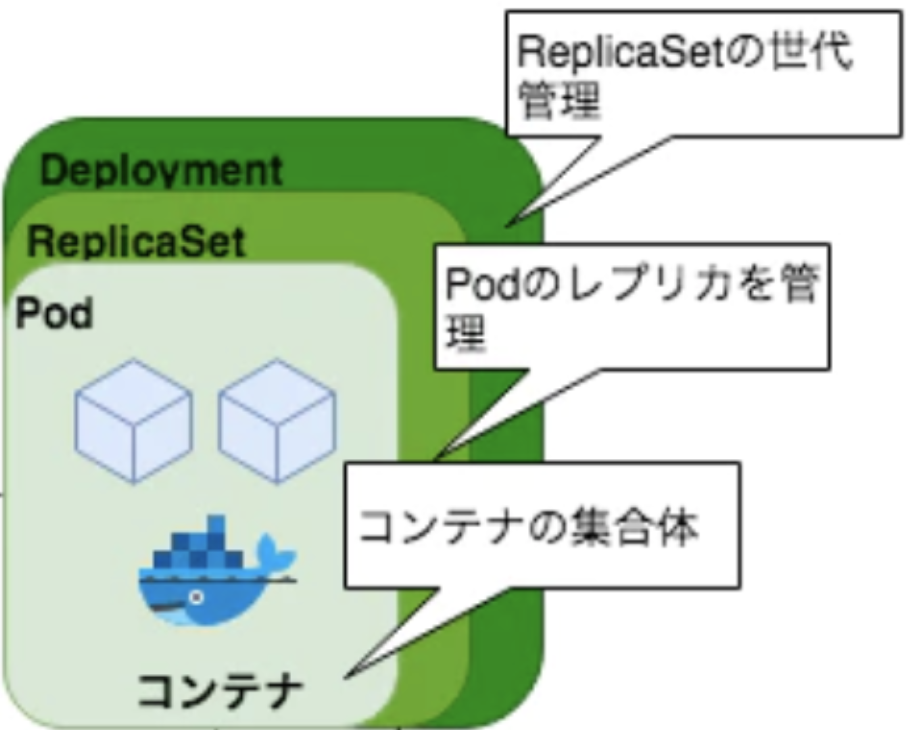 ReplicaSetの世代
管理
Deployment
ReplicaSet
Podのレプリカを管
理
Pod
コンテナの集合体
コンテナ